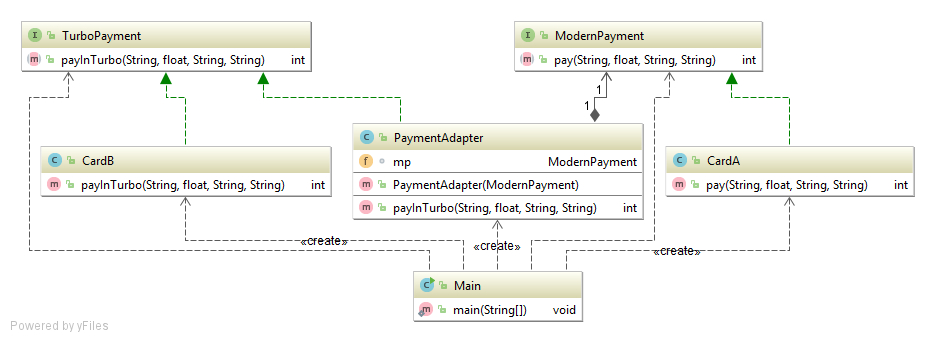 I TurboPayment
m payInTurbo(String, float, String, String) int
I ModernPayment
m pay(String, float, String, String) int
1
1
C PaymentAdapter
f mp ModernPayment
m PaymentAdapter(ModernPayment)
m payInTurbo(String, float, String, String) int
C CardB
m payInTurbo(String, float, String, String) int
C CardA
m pay(String, float, String, String) int
«create»
«create»
«create»
C Main
m main(String[]) void
Powered by yFiles